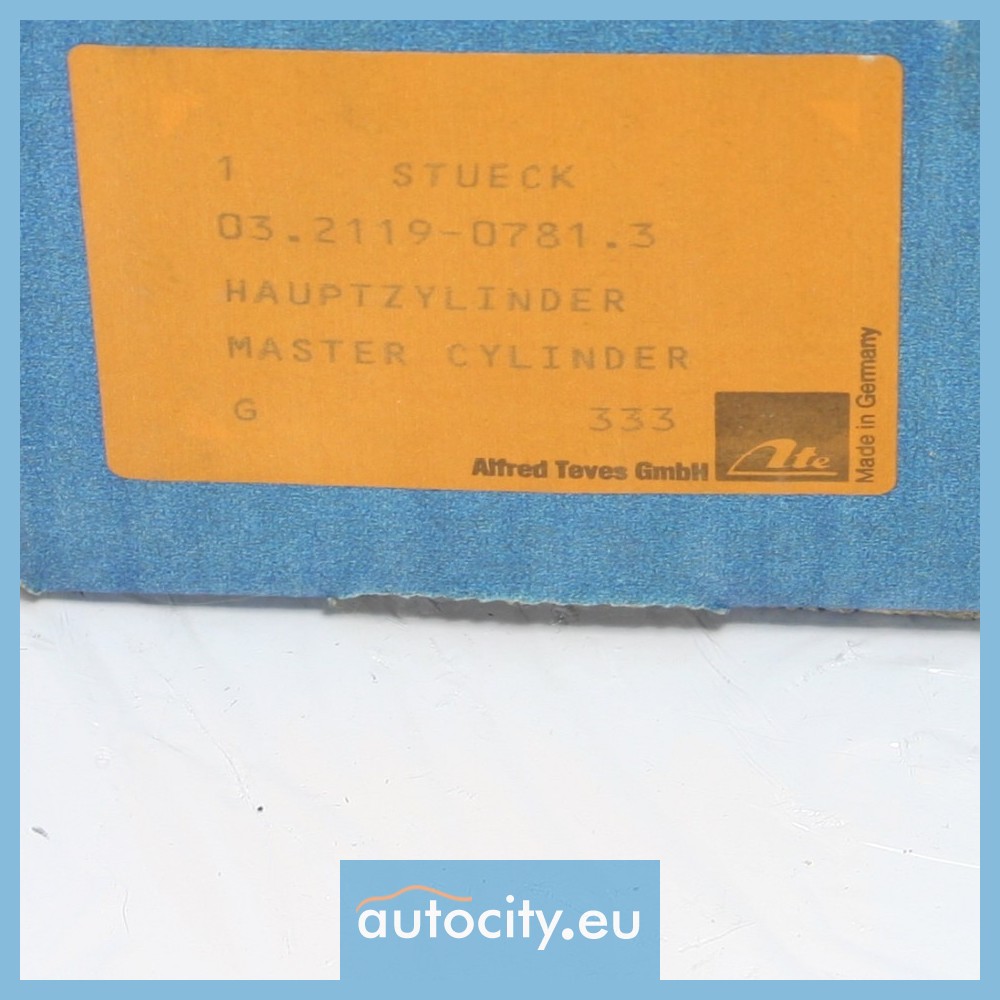 1 STUECK
03.2119-0781.3
HAUPTZYLINDER
MASTER CYLINDER
G 333
Alfred Teves GmbH Ate
Made in Germany
autocity.eu